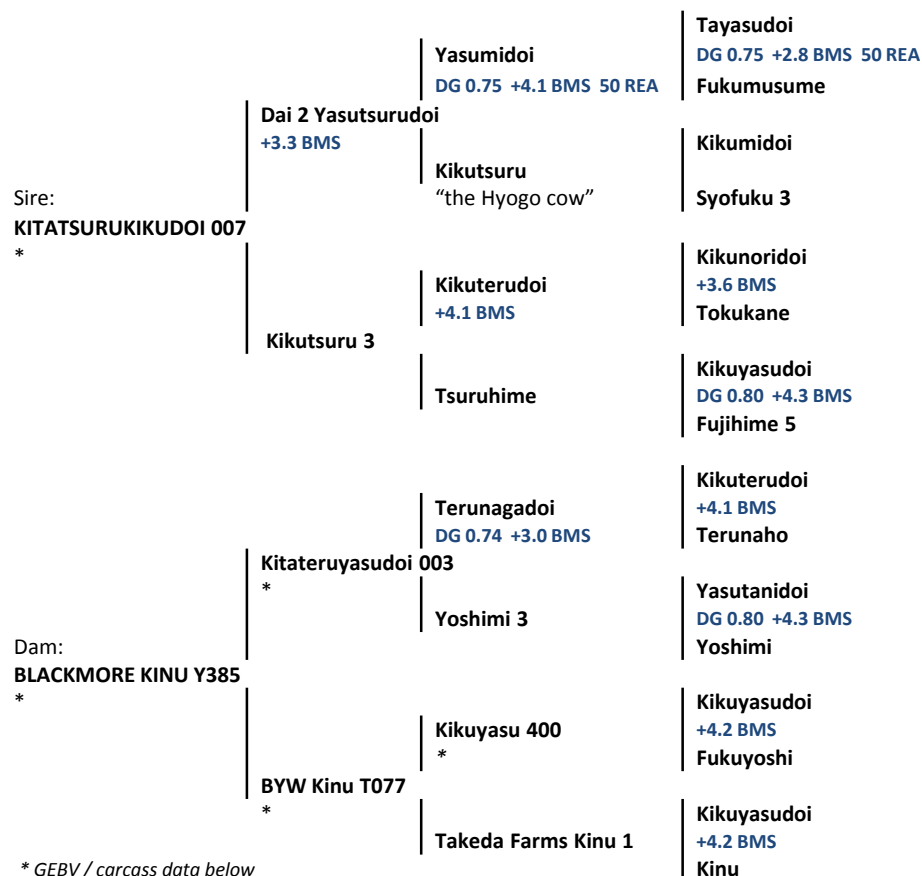 Tayasudoi
Yasumidoi
DG 0.75 +2.8 BMS 50 REA
DG 0.75 +4.1 BMS 50 REA
Fukumusume
Dai 2 Yasutsurudoi
+3.3 BMS
Kikumidoi
Kikutsuru
Sire:
“the Hyogo cow”
Syofuku 3
KITATSURUKIKUDOI 007
*
Kikunoridoi
Kikuterudoi
+3.6 BMS
+4.1 BMS
Tokukane
Kikutsuru 3
Kikuyasudoi
Tsuruhime
DG 0.80 +4.3 BMS
Fujihime 5
Kikuterudoi
Terunagadoi
+4.1 BMS
DG 0.74 +3.0 BMS
Terunaho
Kitateruyasudoi 003
*
Yasutanidoi
Yoshimi 3
DG 0.80 +4.3 BMS
Dam:
Yoshimi
BLACKMORE KINU Y385
*
Kikuyasudoi
Kikuyasu 400
+4.2 BMS
*
Fukuyoshi
BYW Kinu T077
*
Kikuyasudoi
Takeda Farms Kinu 1
+4.2 BMS
* GEBV / carcass data below
Kinu